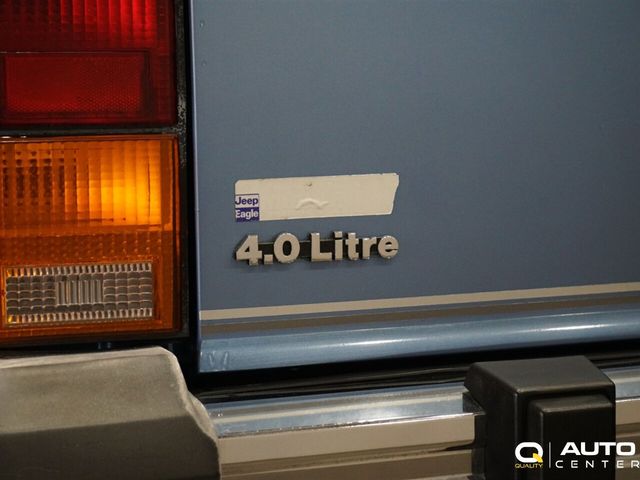 Jeep
Eagle
4.0 Litre
Q AUTO
QUALITY CENTER